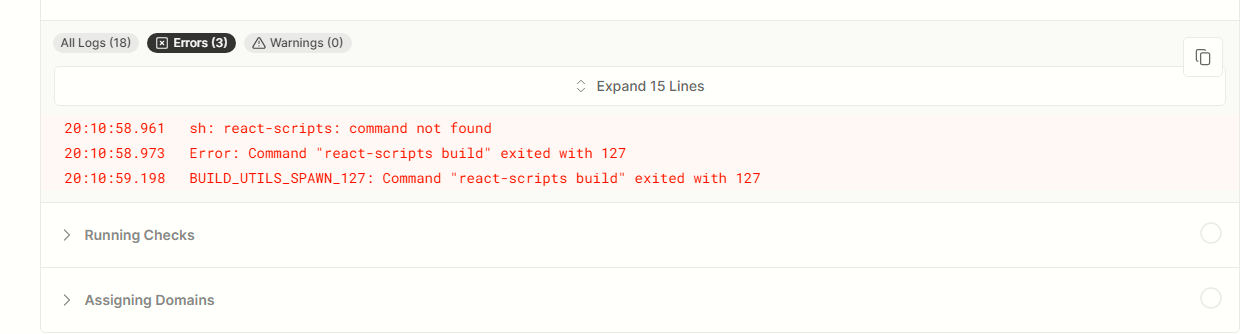 All Logs (18) Errors (3) Warnings (0)
Expand 15 Lines
20:10:58.961 sh: react-scripts: command not found
20:10:58.973 Error: Command "react-scripts build" exited with 127
20:10:59.198 BUILD_UTILS_SPAWN_127: Command "react-scripts build" exited with 127
Running Checks
Assigning Domains